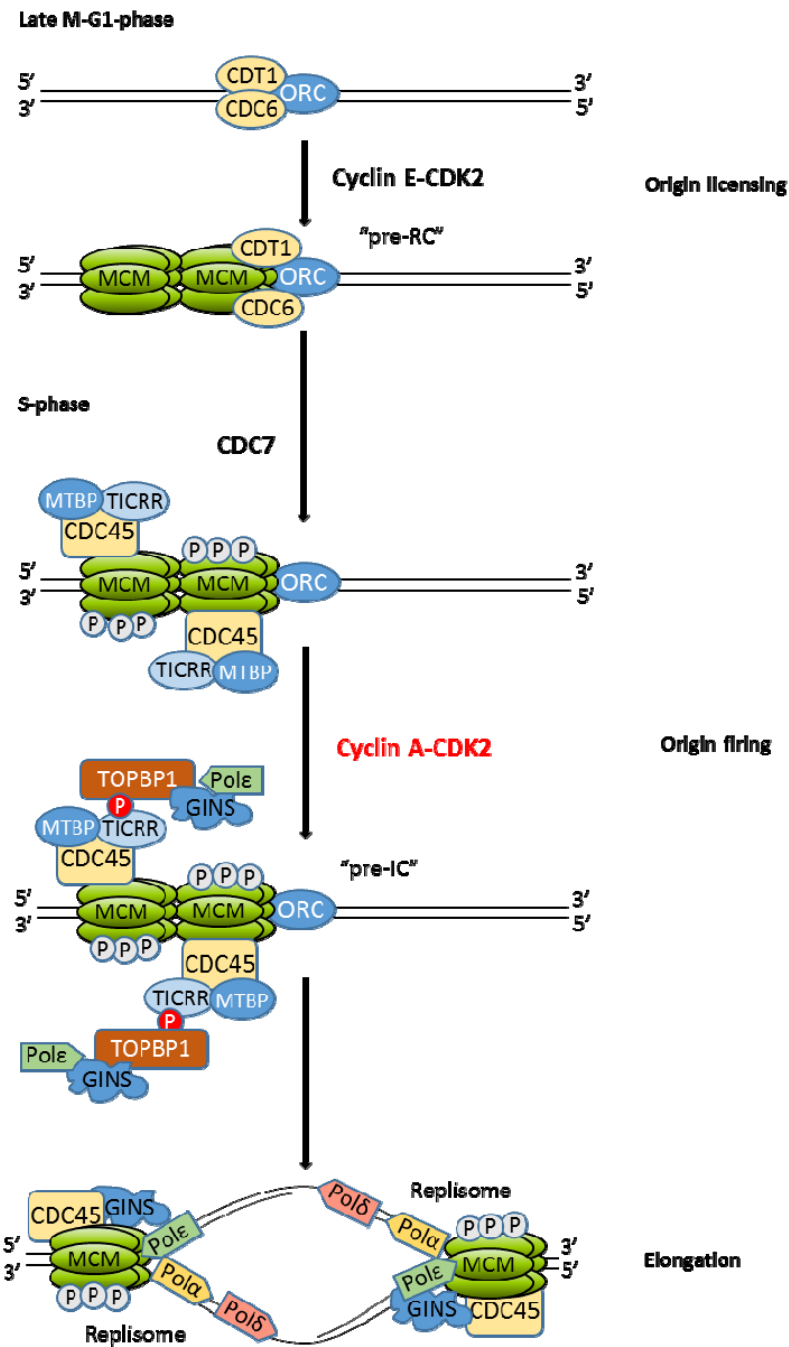 Late M-G1-phase
CDT1
5’ 3’
ORC
3’ CDC6 5’
Cyclin E-CDK2
Origin licensing
“pre-RC”
CDT1
5’ 3’
MCM MCM ORC
3’ 5’
CDC6
S-phase
CDC7
MTBP TICRR
CDC45
P P P
5’ 3’
MCM MCM ORC
3’ 5’
P P P
CDC45
TICRR MTBP
Cyclin A-CDK2
Origin firing
TOPBP1 Polε
P GINS
MTBP TICRR
CDC45
“pre-IC”
P P P
5’ 3’
MCM MCM ORC
3’ 5’
P P P
CDC45
TICRR MTBP
P
Polε TOPBP1
GINS
Polδ Replisome
CDC45 GINS
Polα P P P
Polε
5’ 3’
MCM MCM
Elongation
3’ 5’
Polα Polε
P P P Polδ GINS CDC45
Replisome